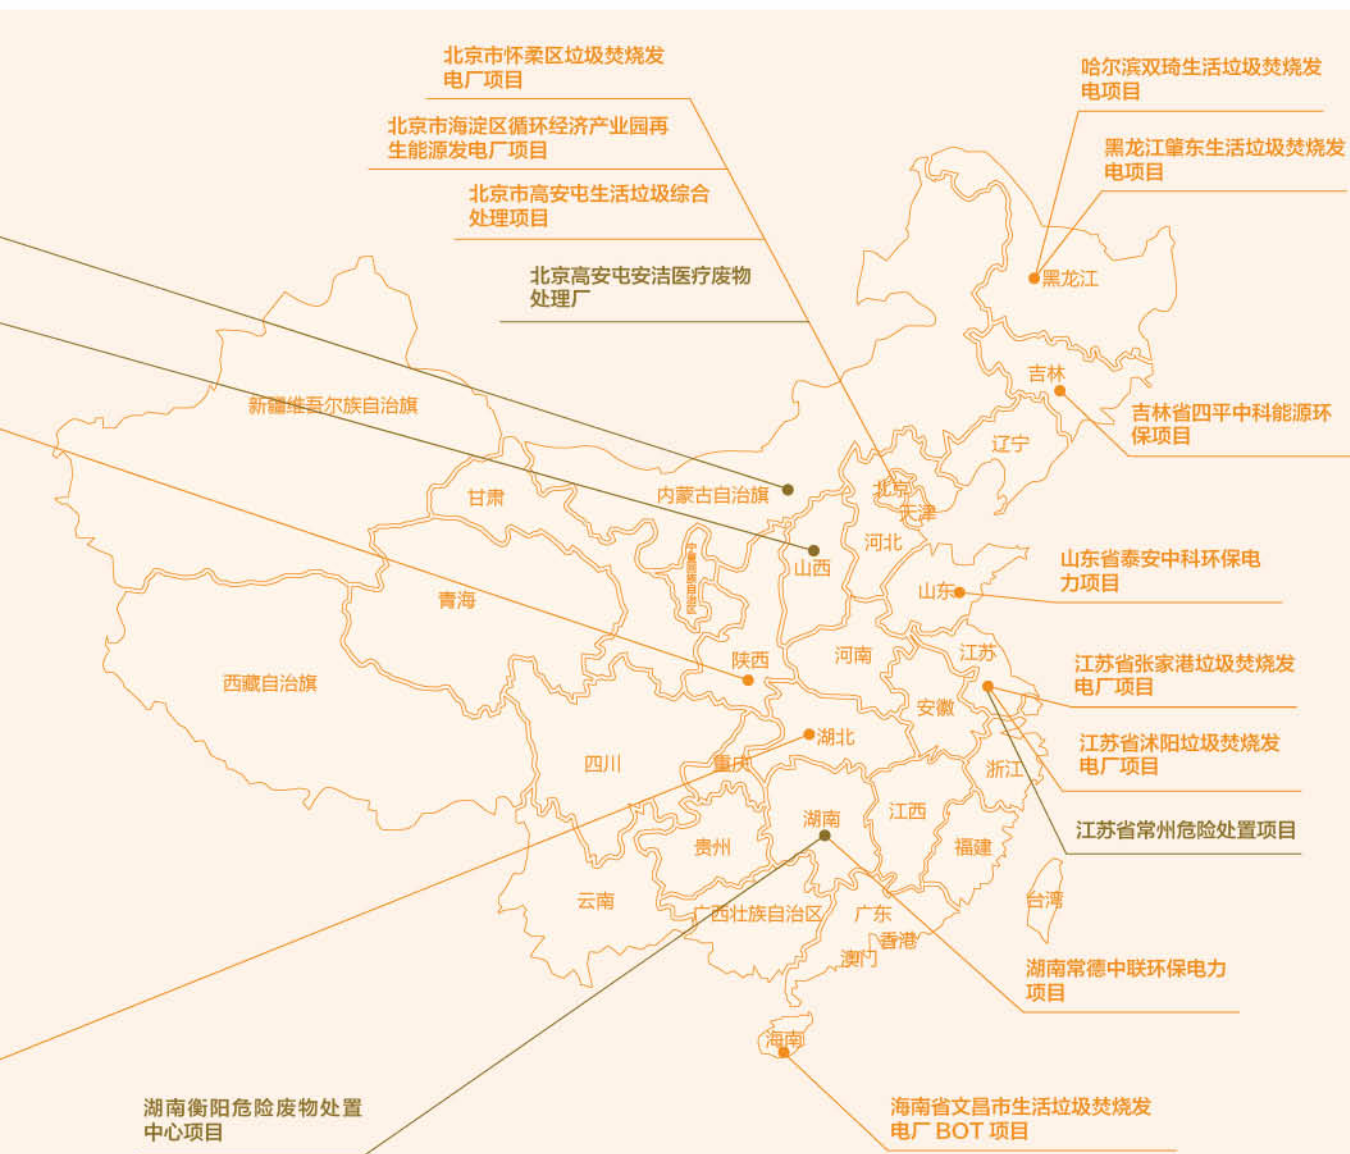 北京市怀柔区垃圾焚烧发
电厂项目
北京市海淀区循环经济产业园再
生能源发电厂项目
北京市高安屯生活垃圾综合
处理项目
北京高安屯安洁医疗废物
处理厂
哈尔滨双琦生活垃圾焚烧发
电项目
黑龙江肇东生活垃圾焚烧发
电项目
黑龙江
吉林
吉林省四平中科能源环
保项目
辽宁
新疆维吾尔族自治旗
甘肃
内蒙古自治旗
北京
天津
河北
山西
宁夏回族自治区
青海
山东
山东省泰安中科环保电
力项目
西藏自治旗
陕西
河南
江苏
江苏省张家港垃圾焚烧发
电厂项目
安徽
湖北
江苏省沭阳垃圾焚烧发
电厂项目
四川
重庆
浙江
湖南
江西
江苏省常州危险处置项目
贵州
福建
云南
广西壮族自治区
广东
台湾
香港
澳门
湖南常德中联环保电力
项目
海南
湖南衡阳危险废物处置
中心项目
海南省文昌市生活垃圾焚烧发
电厂 BOT 项目